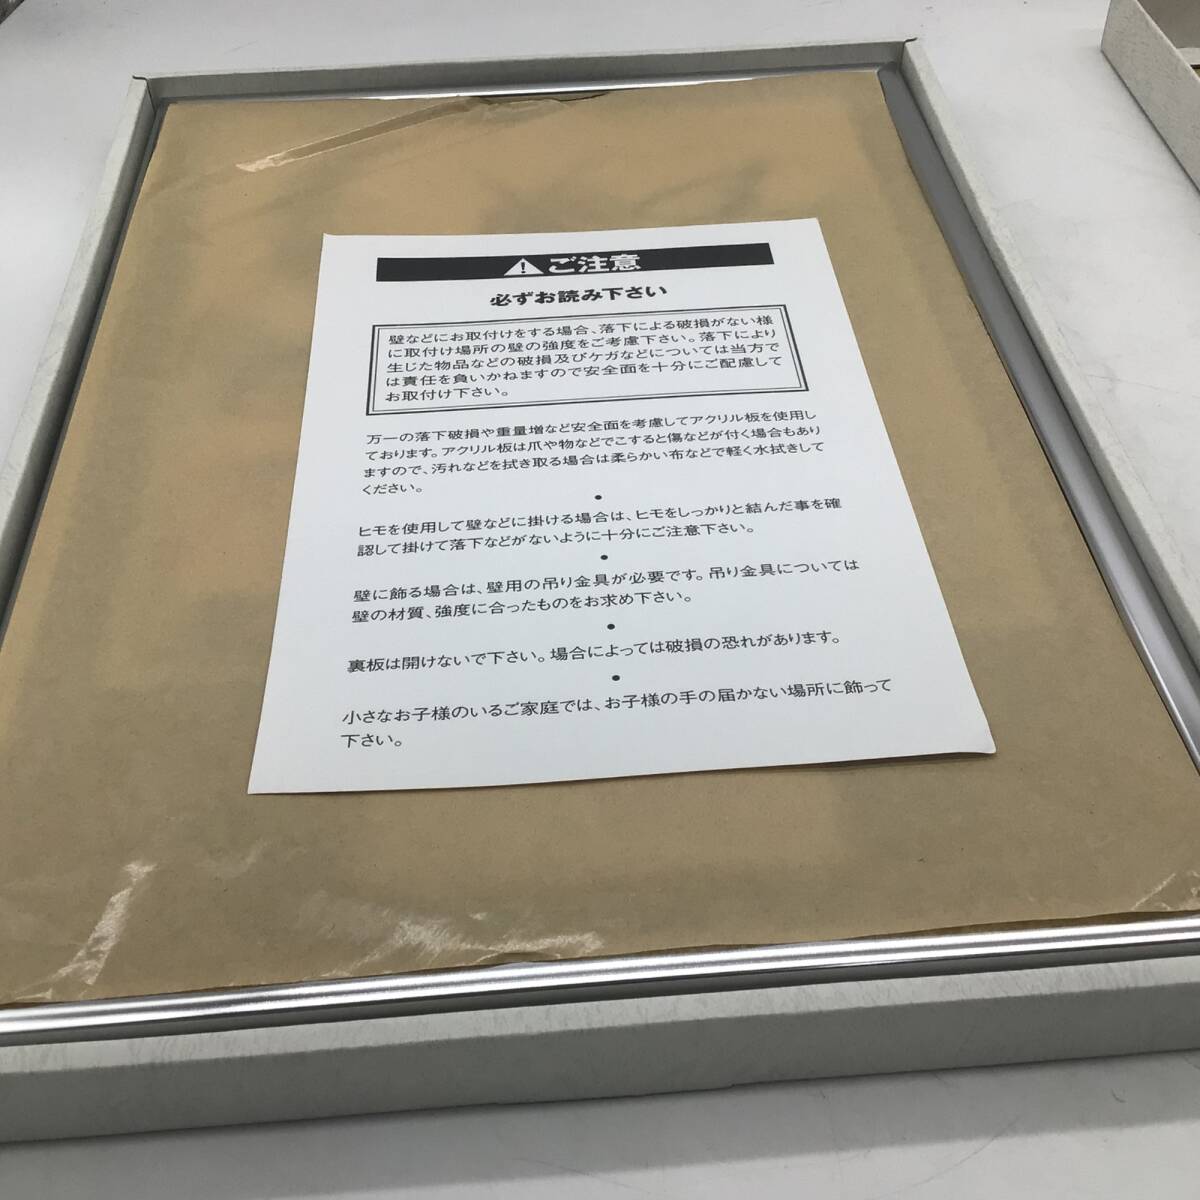 ご注意
必ずお読み下さい
壁などにお取付けをする場合、落下による破損がない様
に取付け場所の壁の強度をご考慮下さい。落下により
生じた物品などの破損及びケガなどについては当方で
は責任を負いかねますので安全面を十分にご配慮して
お取付け下さい。
万一の落下破損や重量増など安全面を考慮してアクリル板を使用し
ております。アクリル板は爪や物などでこすると傷などが付く場合もあり
ますので、汚れなどを拭き取る場合は柔らかい布などで軽く水拭きして
ください。
●
ヒモを使用して壁などに掛ける場合は、ヒモをしっかりと結んだ事を確
認して掛けて落下などがないように十分にご注意下さい。
●
壁に飾る場合は、壁用の吊り金具が必要です。吊り金具については
壁の材質、強度に合ったものをお求め下さい。
●
裏板は開けないで下さい。場合によっては破損の恐れがあります。
●
小さなお子様のいるご家庭では、お子様の手の届かない場所に飾って
下さい。